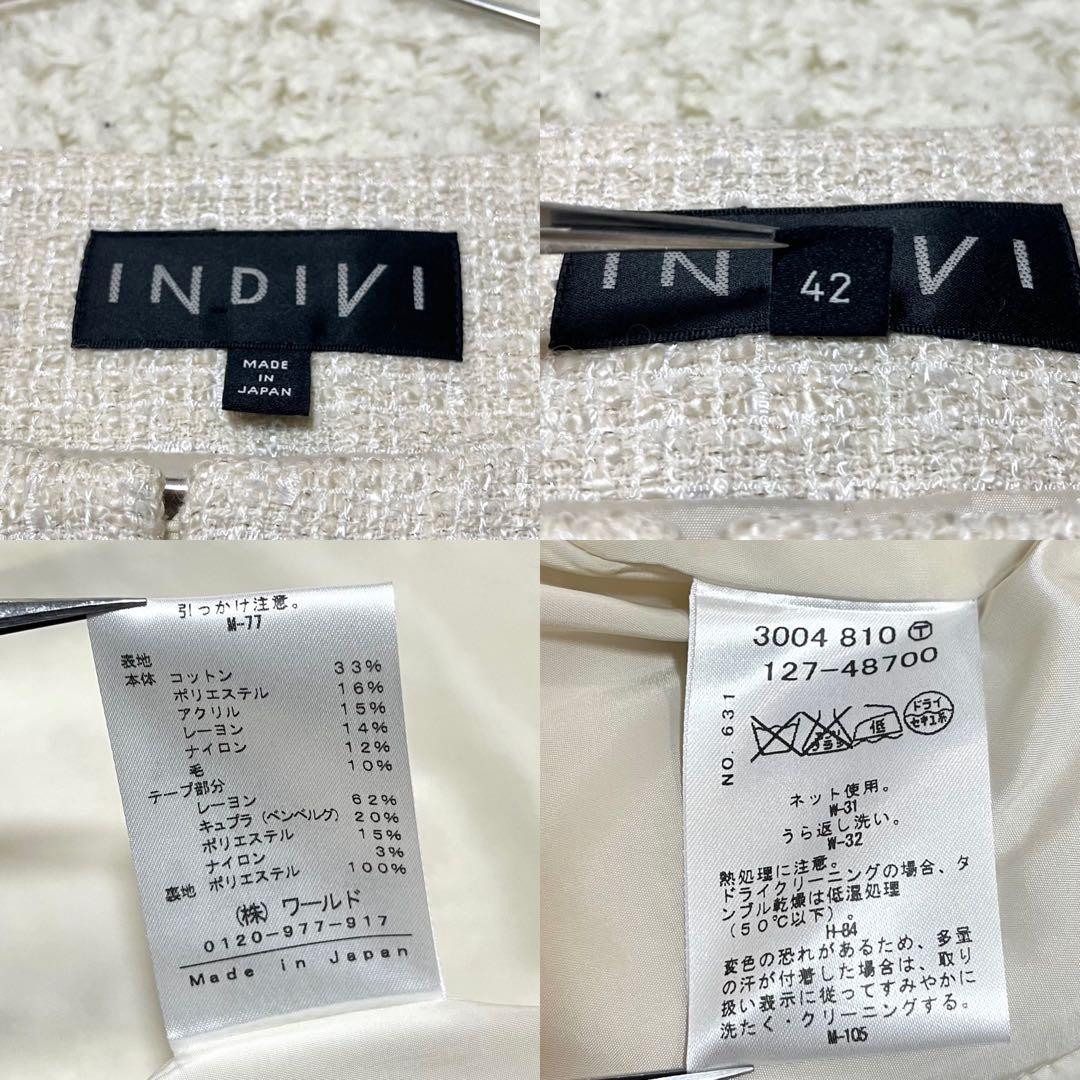 INDIVI
MADE
IN
JAPAN
IN VI
42
引っかけ注意。
M-77
表地
本体 コットン 33%
ポリエステル 16%
アクリル 15%
レーヨン 14%
ナイロン 12%
毛 10%
テープ部分
レーヨン 62%
キュプラ(ベンベルグ) 20%
ポリエステル 15%
ナイロン 3%
裏地 ポリエステル 100%
(株)ワールド
0120-977-917
Made in Japan
3004 810 Ⓣ
127-48700
NO. 631
エンソ
サラシ
低
ドライ
セキユ系
ネット使用。
W-31
うら返し洗い。
W-32
熱処理に注意。
ドライクリーニングの場合、タ
ンブル乾燥は低温処理
(50℃以下)。
H-84
変色の恐れがあるため、多量
の汗が付着した場合は、取り
扱い表示に従ってすみやかに
洗たく・クリーニングする。
M-105